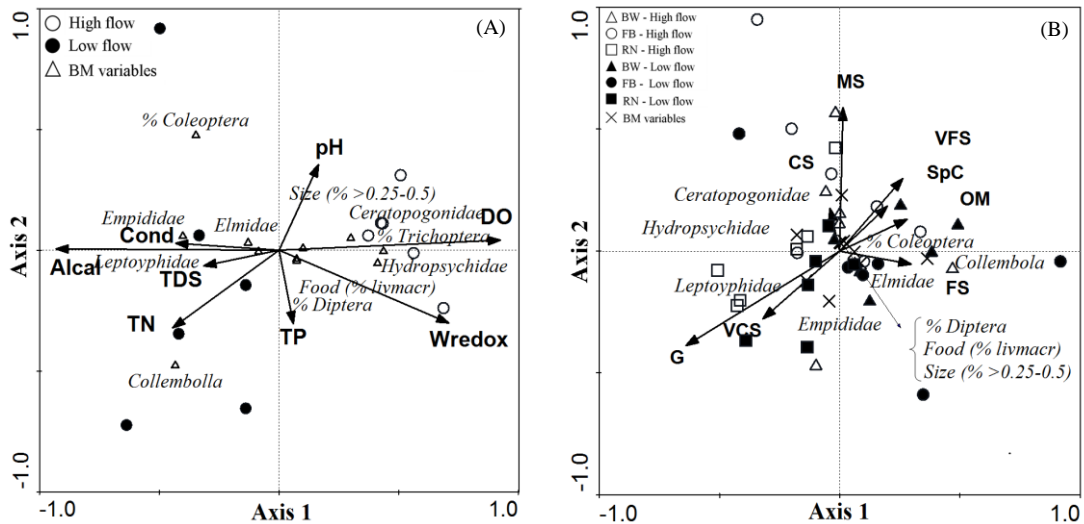 (A)
High flow
Low flow
BM variables
1.0
% Coleoptera
pH
Size (% >0.25-0.5)
Ceratopogonidae
DO
Empididae
Elmidae
% Trichoptera
Cond
Alcal
Leptoyphidae
Hydropsychidae
TDS
Food (% livmacr)
% Diptera
TN
TP
Wredox
Collembolla
Axis 2
-1.0
-1.0
Axis 1
1.0
(B)
BW - High flow
FB - High flow
RN - High flow
BW - Low flow
FB - Low flow
RN - Low flow
BM variables
1.0
MS
VFS
CS
SpC
Ceratopogonidae
OM
Hydropsychidae
% Coleoptera
Collembola
Leptoyphidae
Elmidae
FS
Empididae
VCS
G
% Diptera
Food (% livmacr)
Size (% >0.25-0.5)
Axis 2
-1.0
-1.0
Axis 1
1.0